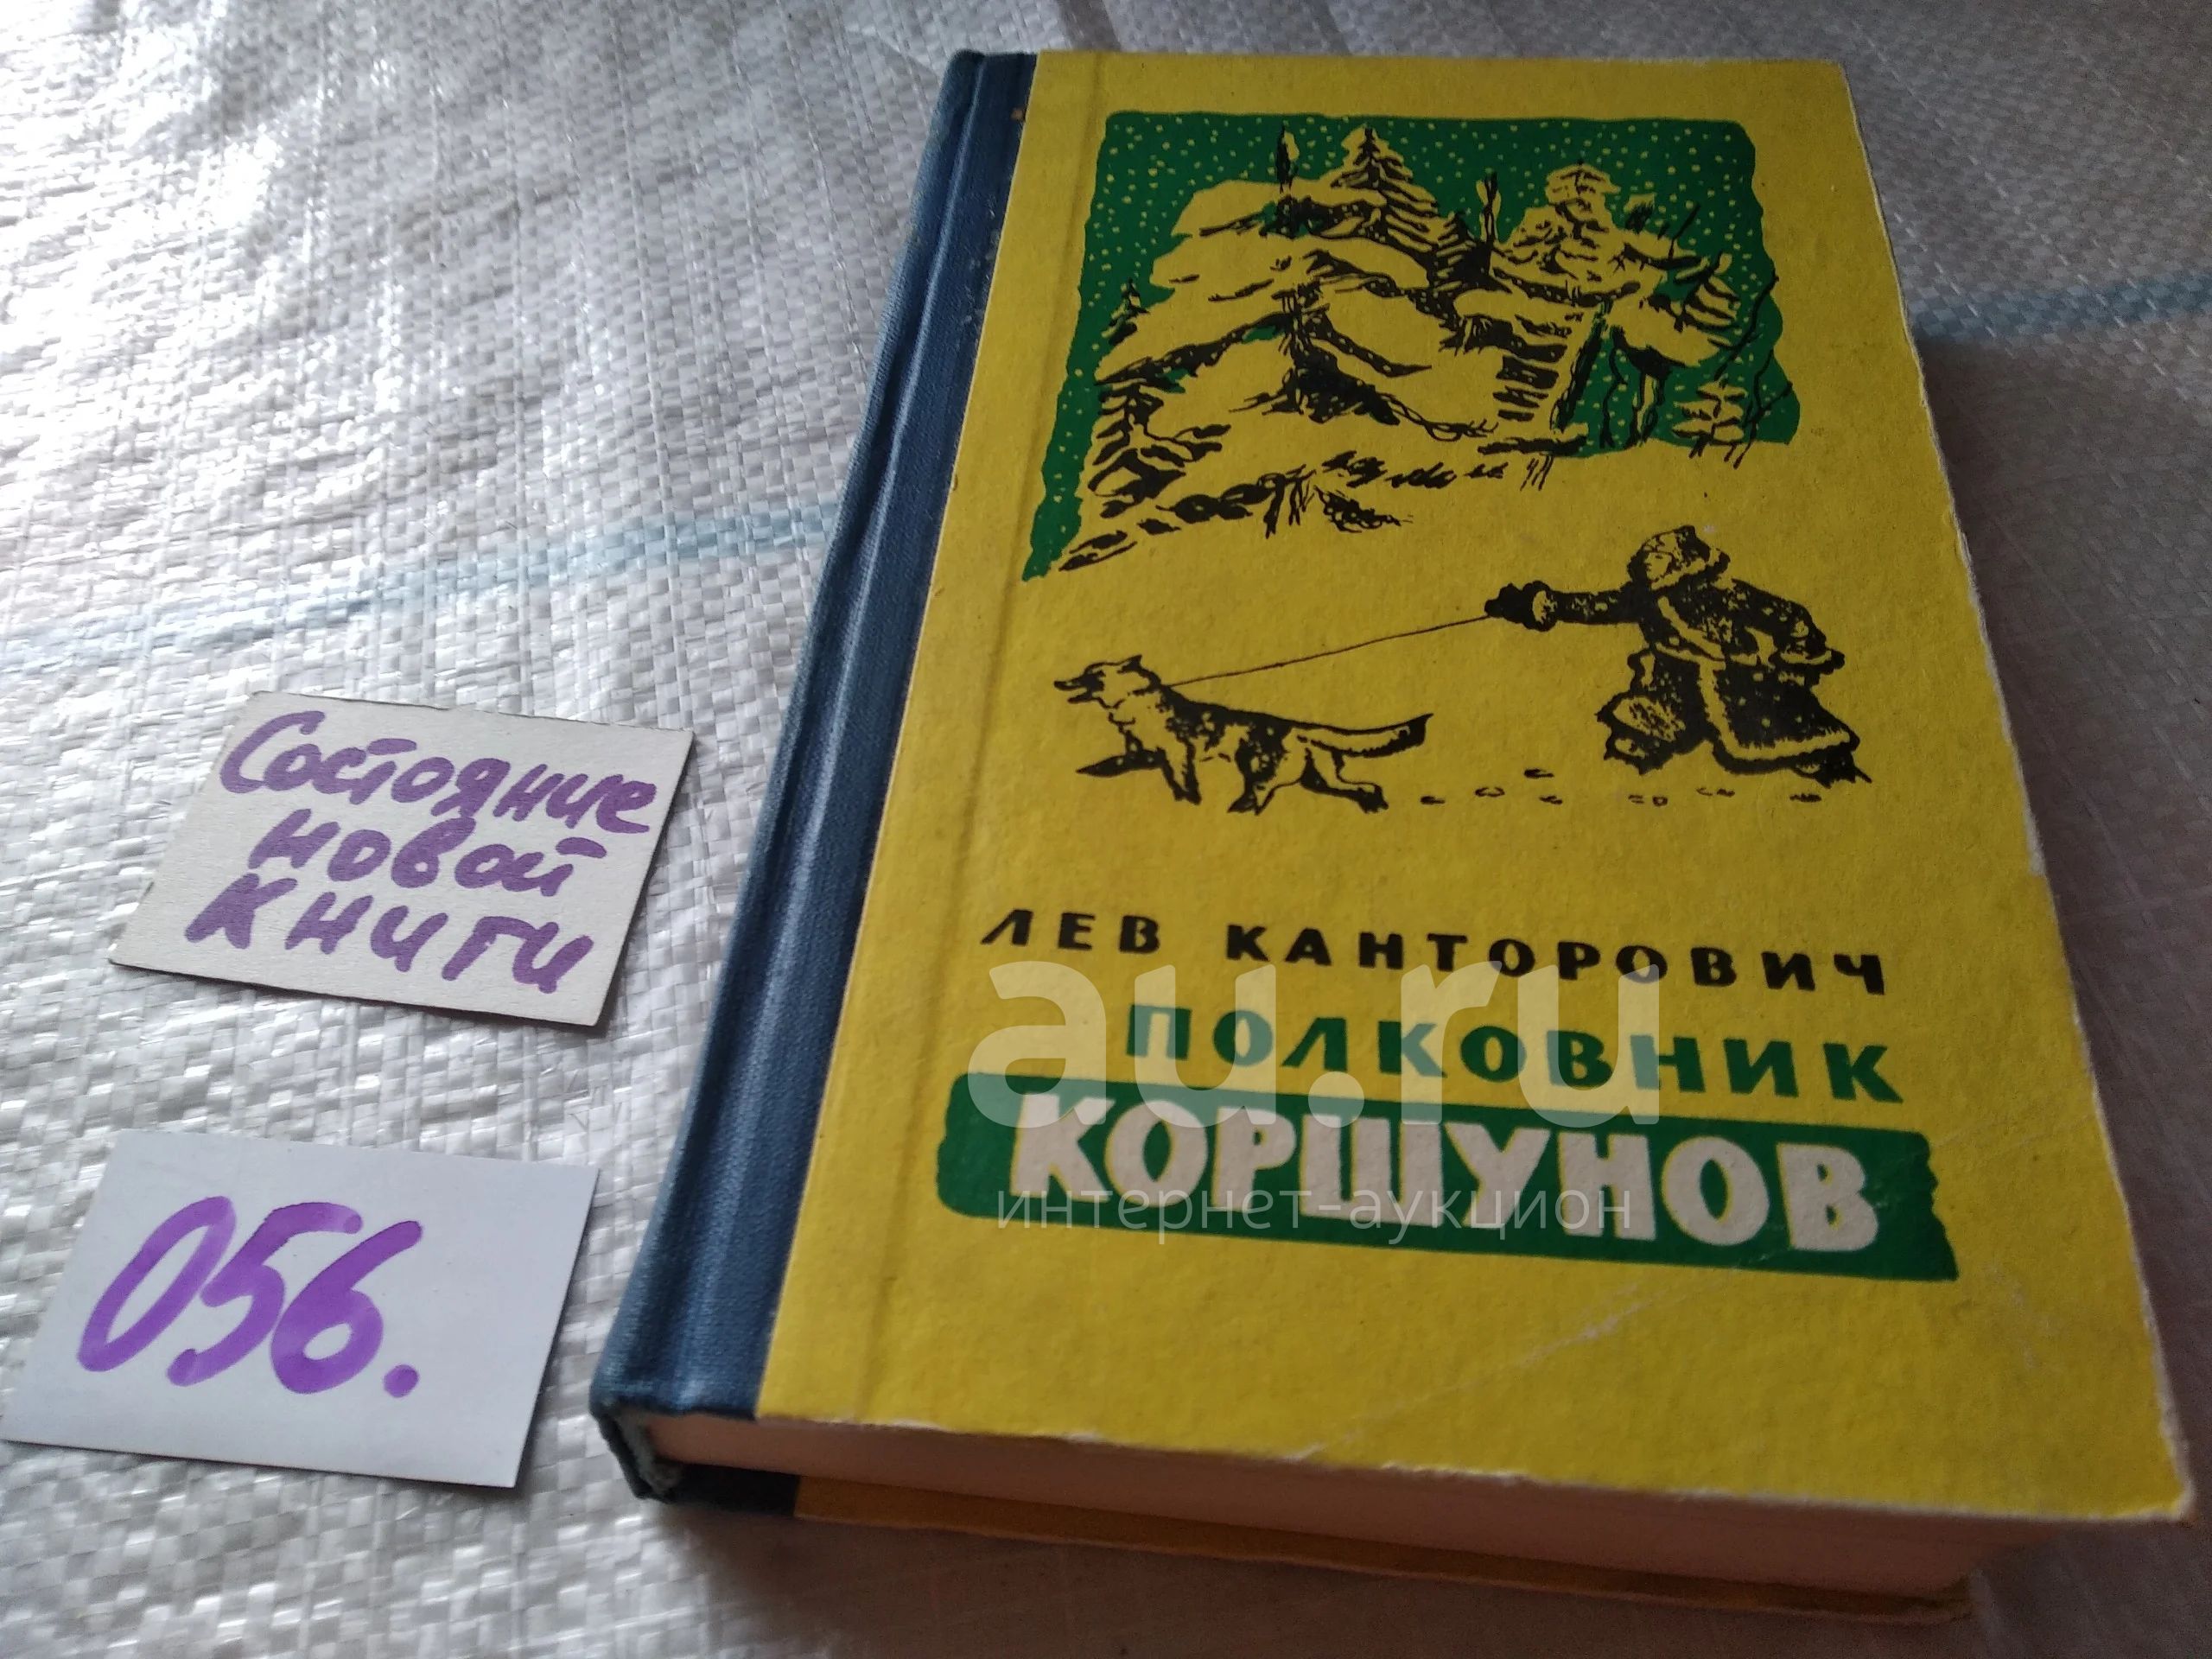 Состояние
новой
книги
056.
ЛЕВ КАНТОРОВИЧ
ПОЛКОВНИК
КОРШУНОВ
au.ru
интернет-аукцион